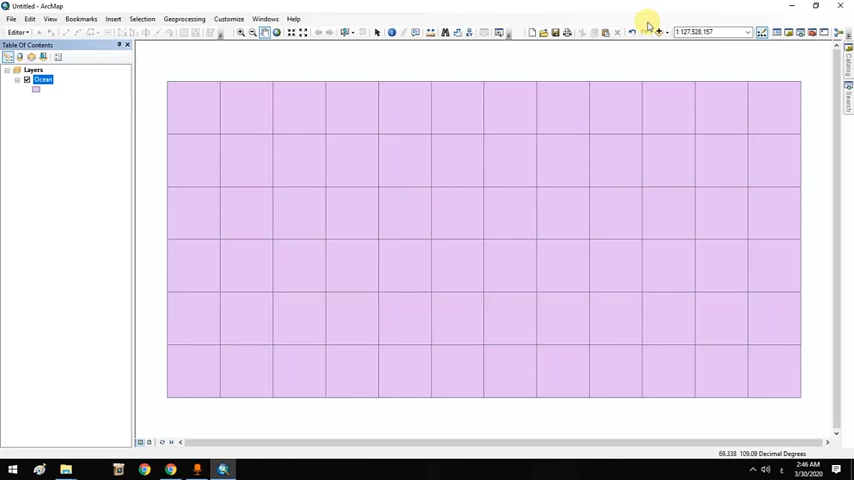 Untitled - ArcMap
File Edit View Bookmarks Insert Selection Geoprocessing Customize Windows Help
Editor 1:127,528,157
Table Of Contents
Layers
Ocean
Catalog
Search
69.338 109.09 Decimal Degrees
ع 2:46 AM
3/30/2020